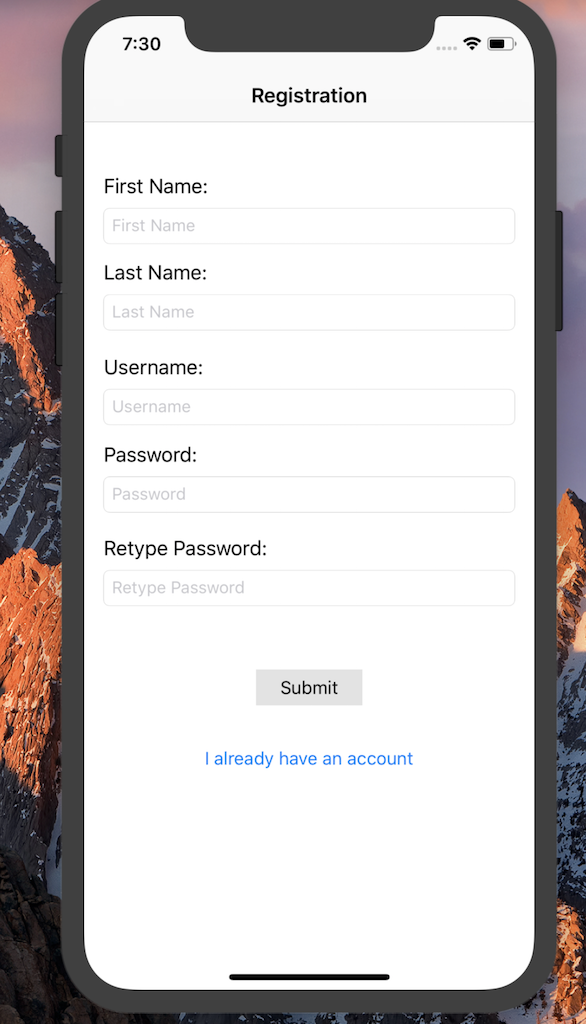 7:30
Registration
First Name:
First Name
Last Name:
Last Name
Username:
Username
Password:
Password
Retype Password:
Retype Password
Submit
I already have an account